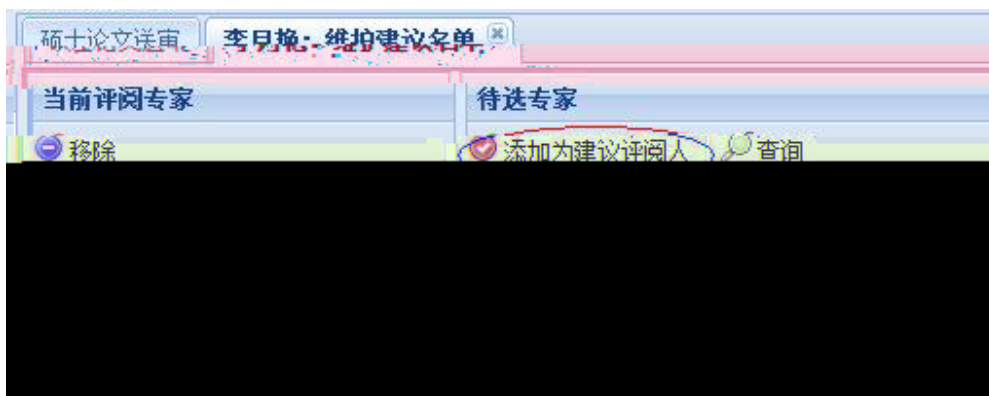 硕士论文送审
维护建议名单
当前评阅专家
待选专家
移除
添加为建议评阅人
查询